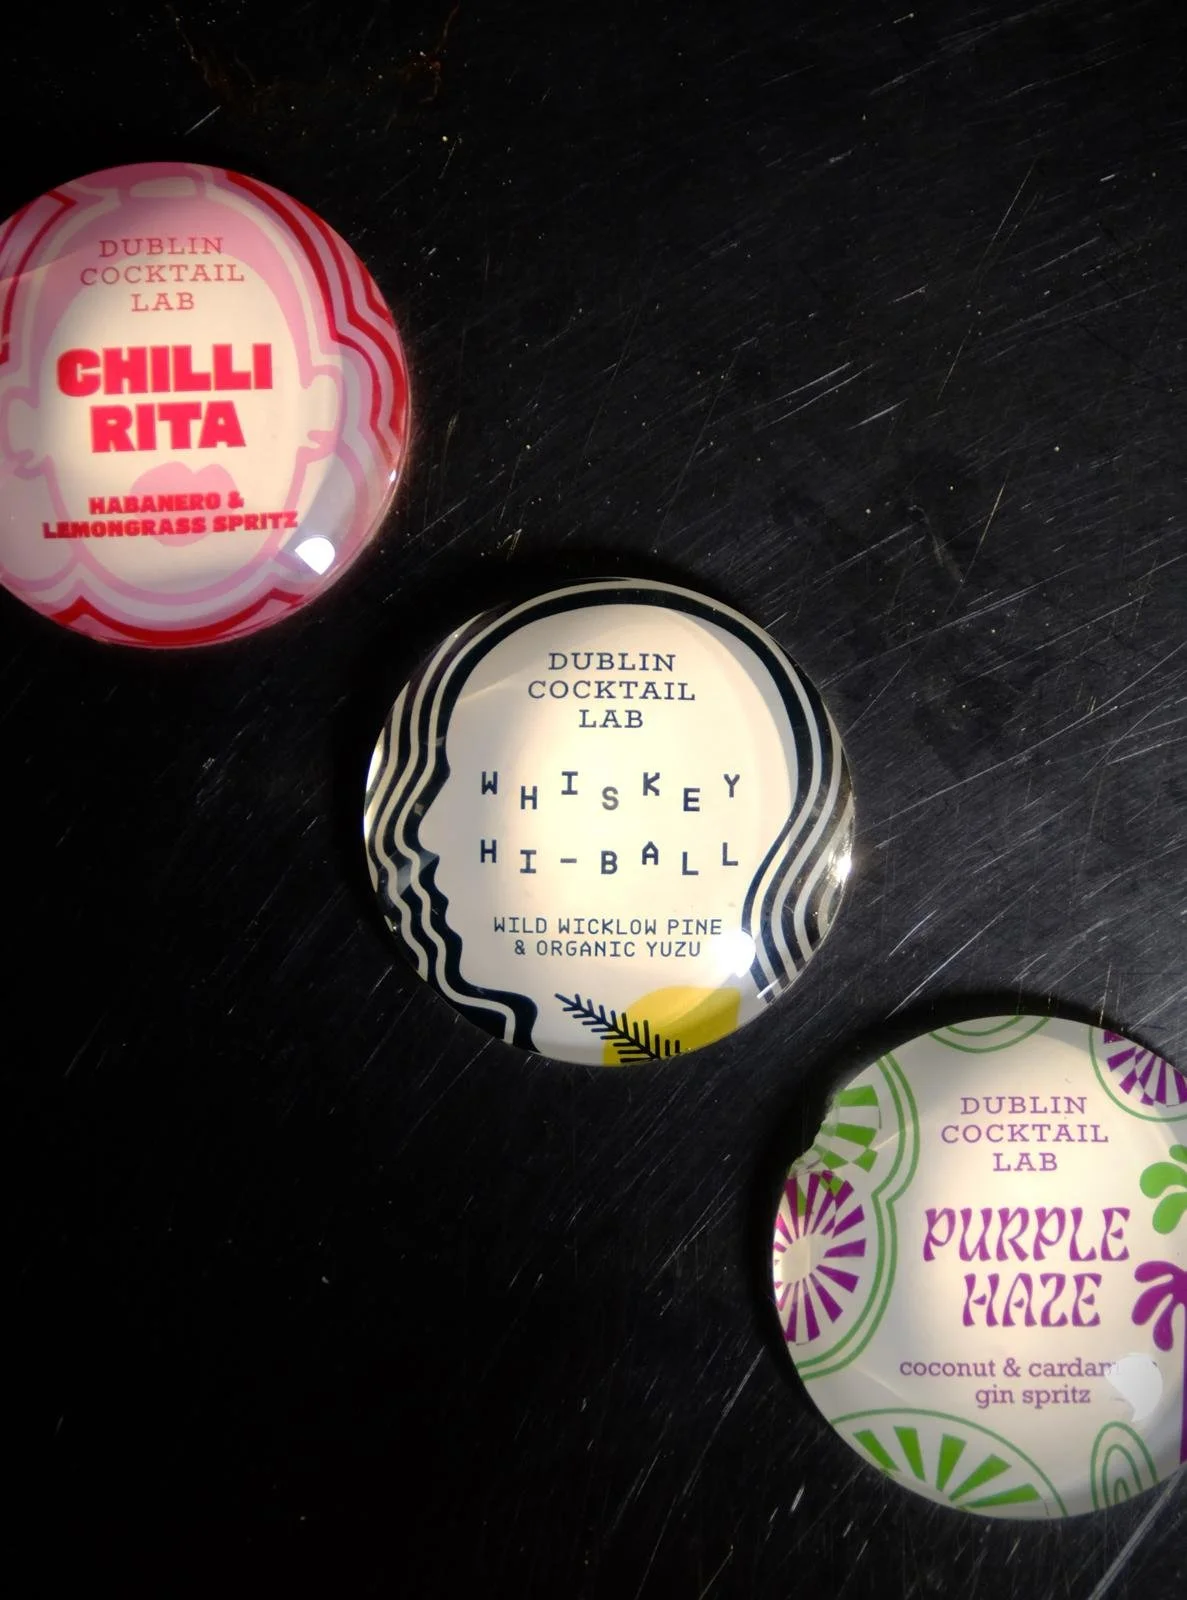 DUBLIN
COCKTAIL
LAB
CHILLI
RITA
HABANERO &
LEMONGRASS SPRITZ
DUBLIN
COCKTAIL
LAB
WHISKEY
HI-BALL
WILD WICKLOW PINE
& ORGANIC YUZU
DUBLIN
COCKTAIL
LAB
PURPLE
HAZE
coconut &
gin spritz